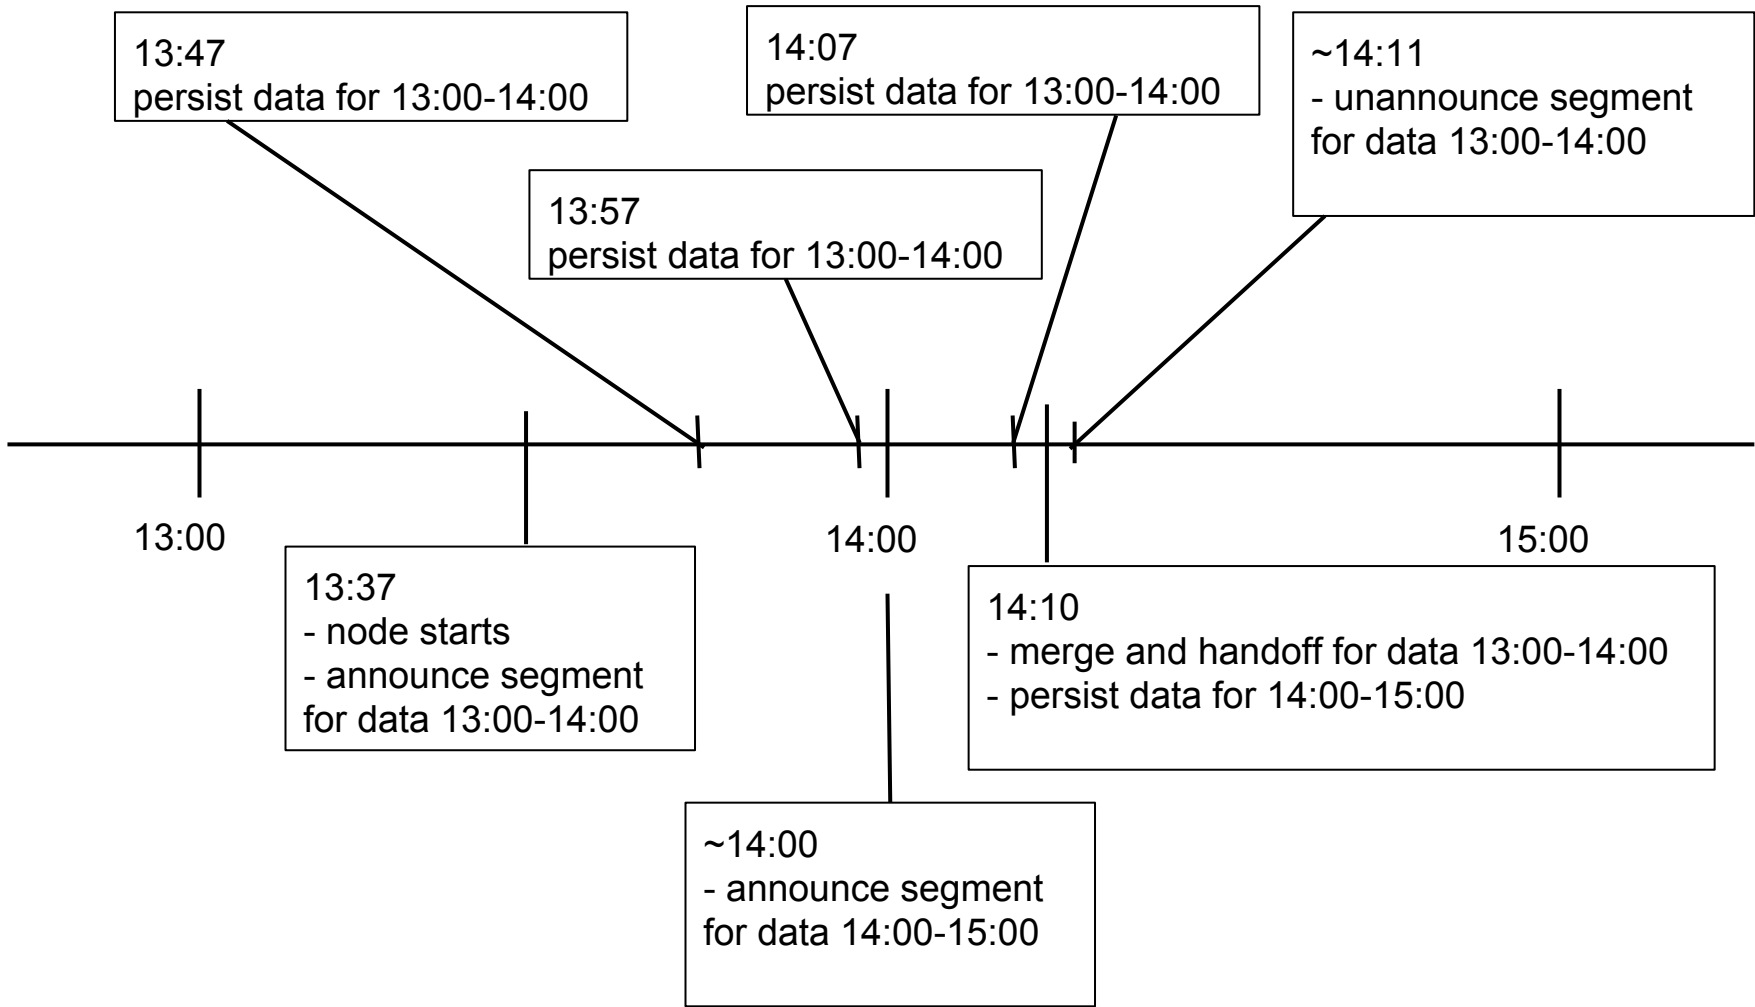 13:47
persist data for 13:00-14:00
14:07
persist data for 13:00-14:00
~14:11
- unannounce segment
for data 13:00-14:00
13:57
persist data for 13:00-14:00
13:00
14:00
15:00
13:37
- node starts
- announce segment
for data 13:00-14:00
14:10
- merge and handoff for data 13:00-14:00
- persist data for 14:00-15:00
~14:00
- announce segment
for data 14:00-15:00